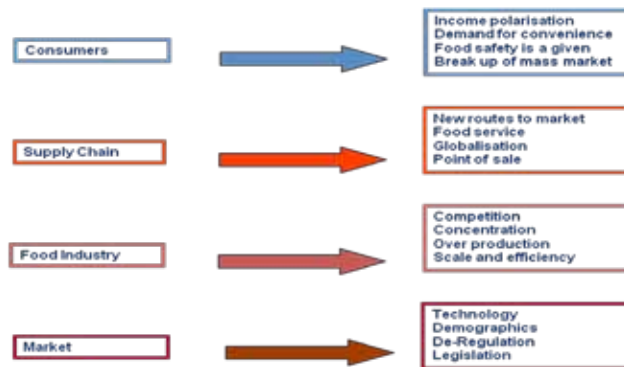 Consumers
Income polarisation
Demand for convenience
Food safety is a given
Break up of mass market
Supply Chain
New routes to market
Food service
Globalisation
Point of sale
Food Industry
Competition
Concentration
Over production
Scale and efficiency
Market
Technology
Demographics
De-Regulation
Legislation